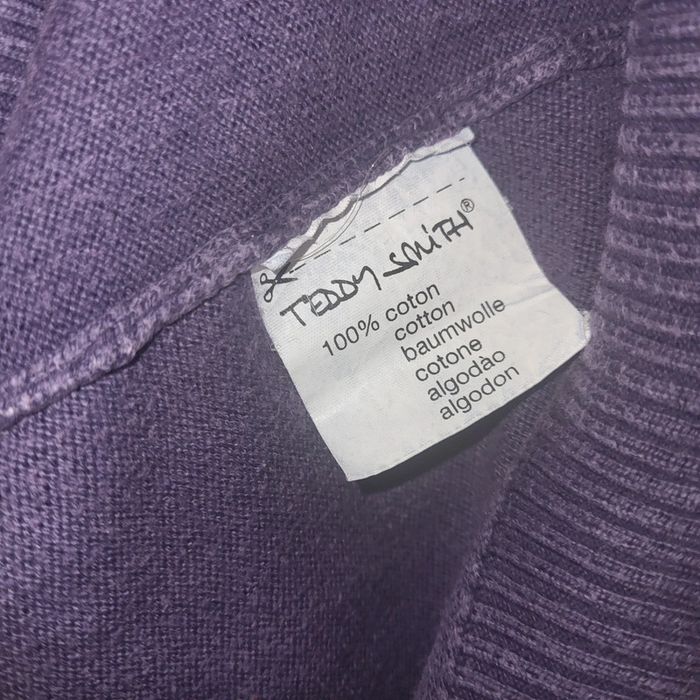 TEDDY SMITH®
100% coton
cotton
baumwolle
cotone
algodào
algodon